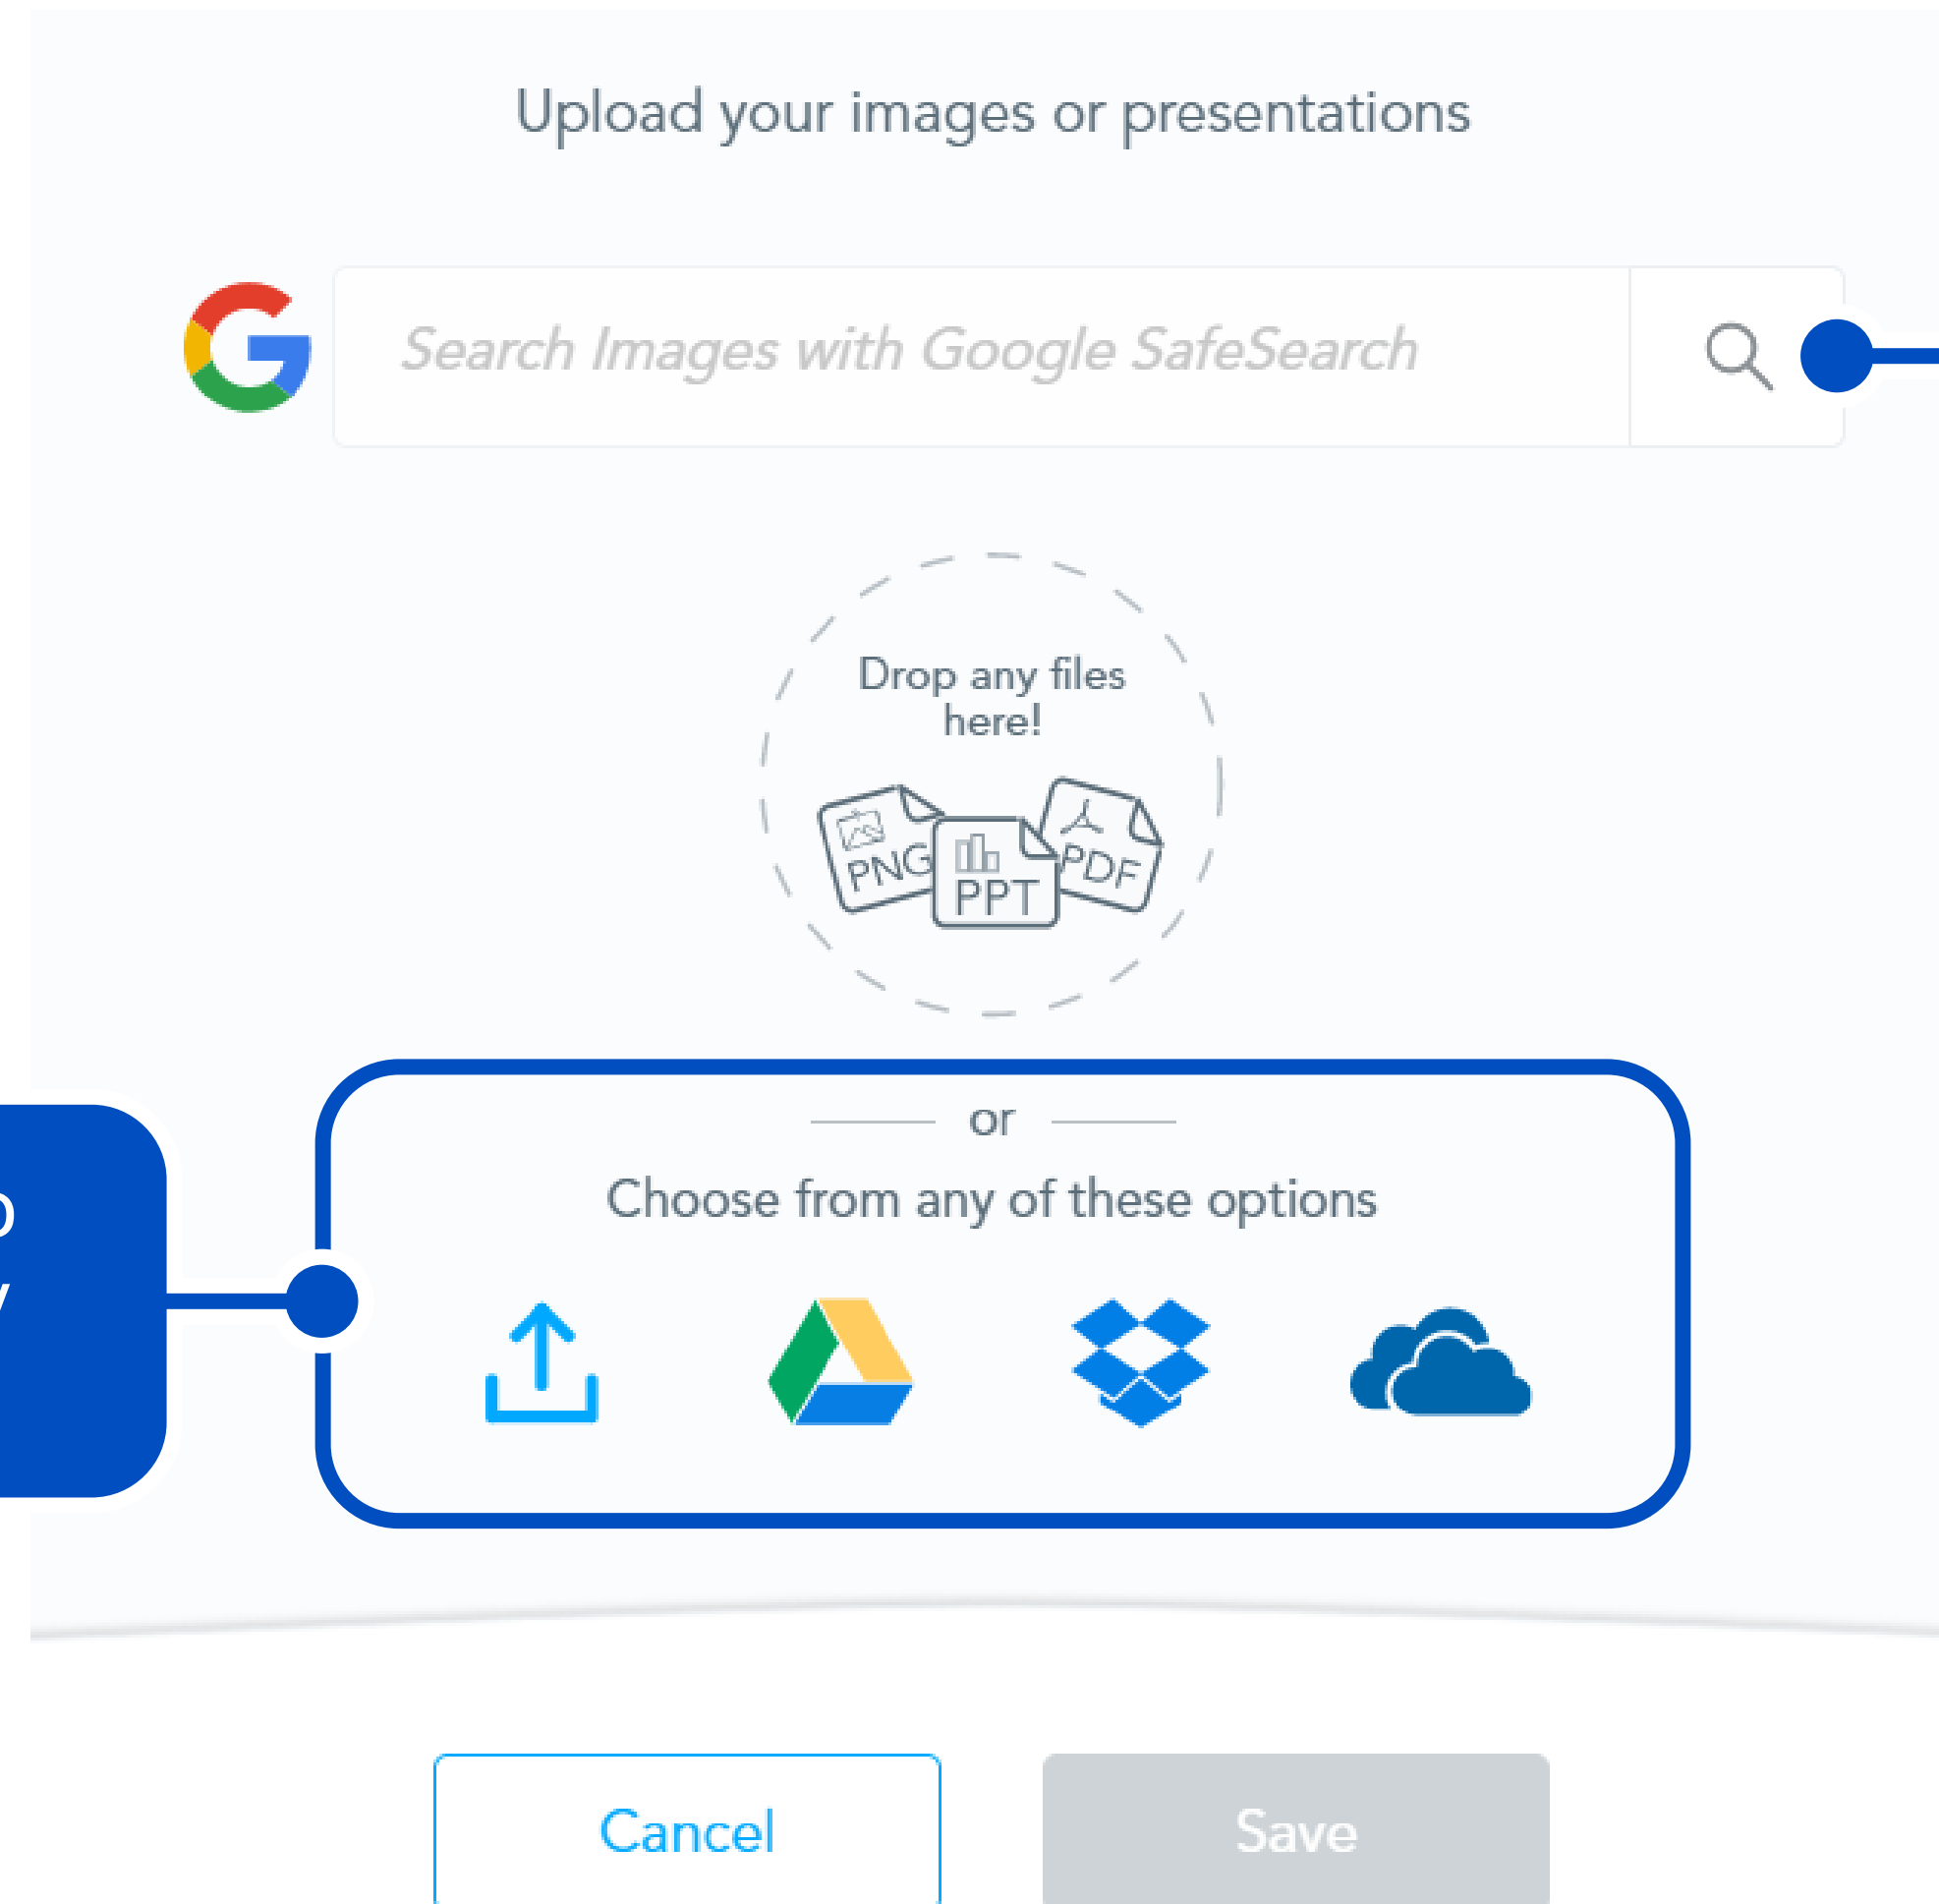 Upload your images or presentations
Search Images with Google SafeSearch
Drop any files
here!
PNG
PPT
PDF
or
Choose from any of these options
Cancel
Save